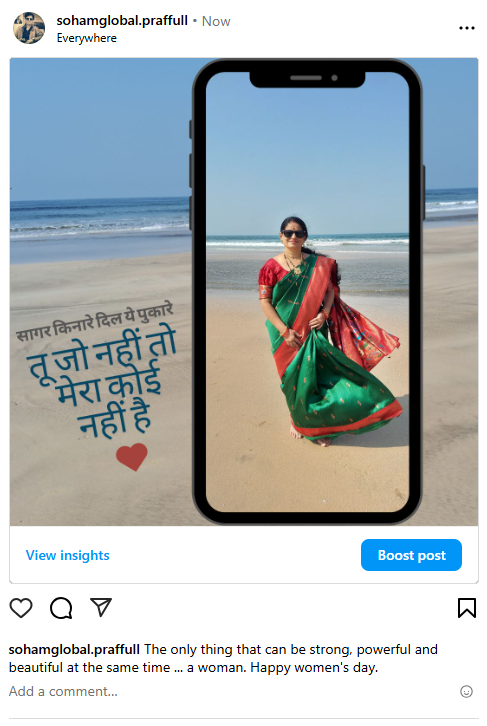 sohamglobal.praffull • Now
Everywhere
सागर किनारे दिल ये पुकारे
तू जो नहीं तो
मेरा कोई
नहीं है
View insights
Boost post
sohamglobal.praffull The only thing that can be strong, powerful and
beautiful at the same time ... a woman. Happy women's day.
Add a comment...